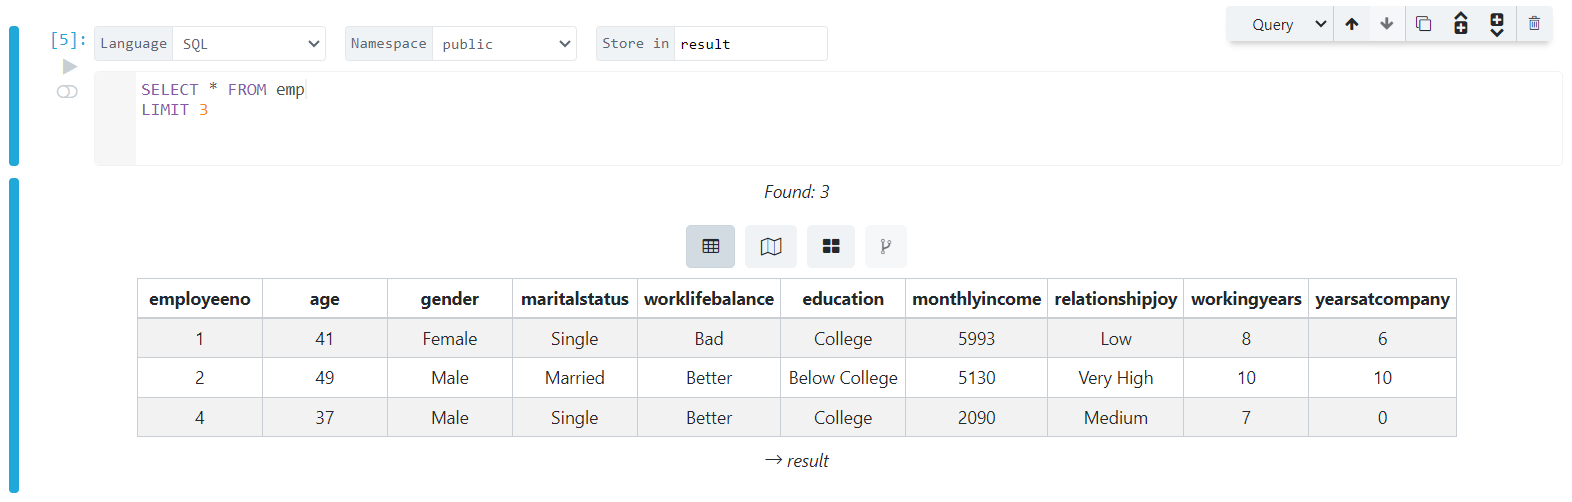 Query
[5]: Language SQL Namespace public Store in result
SELECT * FROM emp
LIMIT 3
Found: 3
employeeno age gender maritalstatus worklifebalance education monthlyincome relationshipjoy workingyears yearsatcompany
1 41 Female Single Bad College 5993 Low 8 6
2 49 Male Married Better Below College 5130 Very High 10 10
4 37 Male Single Better College 2090 Medium 7 0
→ result